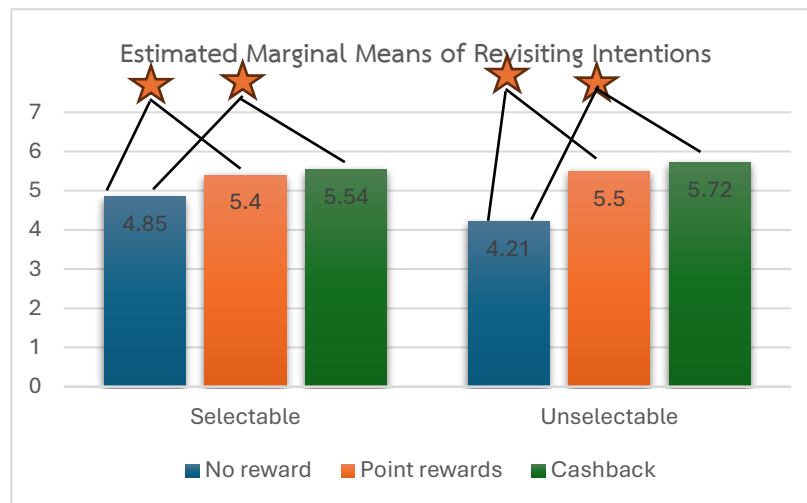 Estimated Marginal Means of Revisiting Intentions
7
6
5
4
3
2
1
0
4.85
5.4
5.54
4.21
5.5
5.72
Selectable
Unselectable
No reward
Point rewards
Cashback